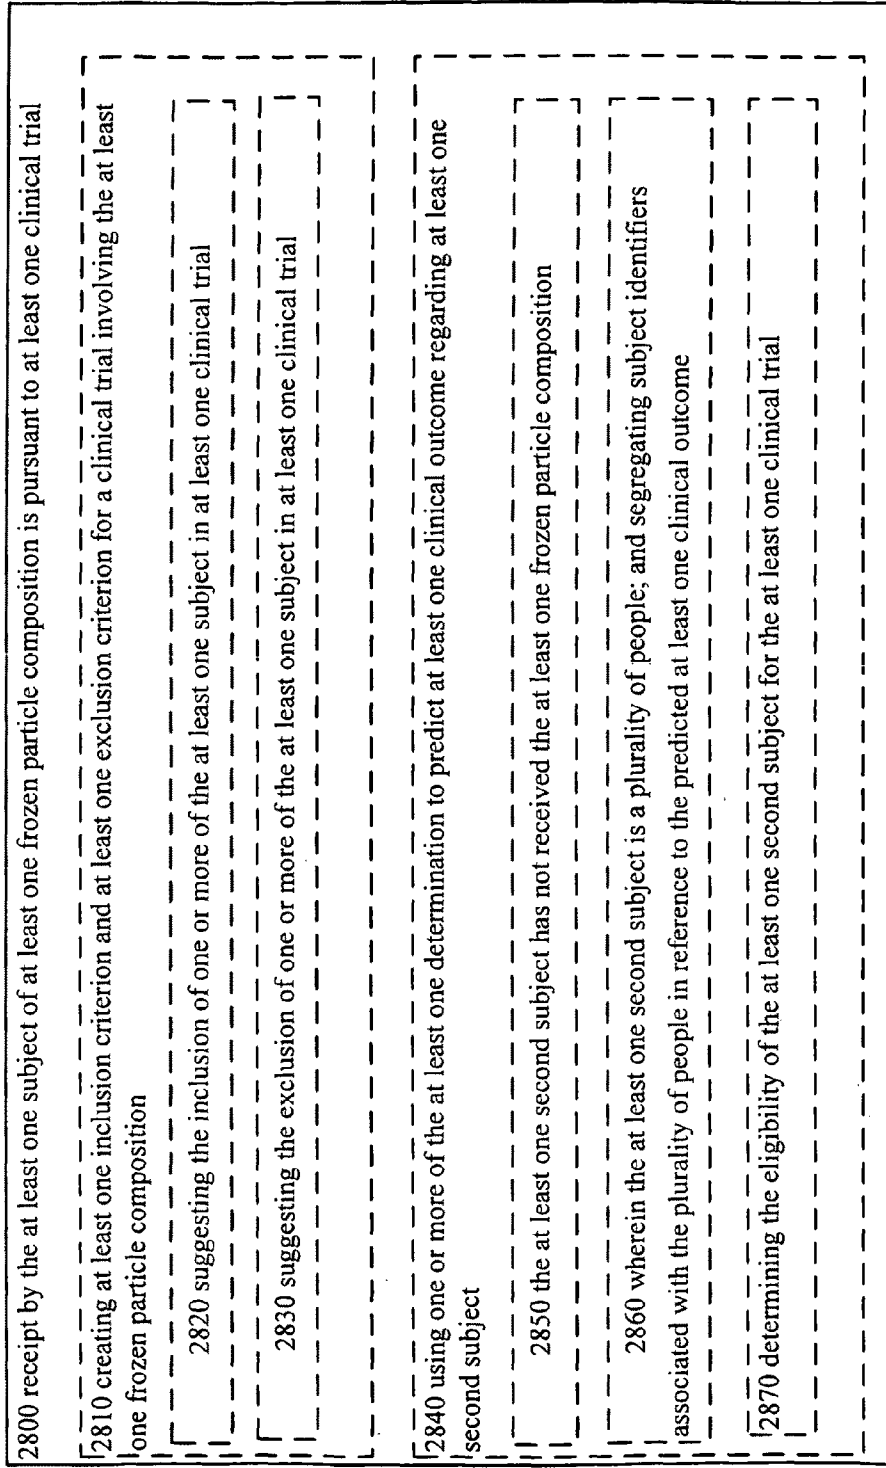 2800 receipt by the at least one subject of at least one frozen particle composition is pursuant to at least one clinical trial
2810 creating at least one inclusion criterion and at least one exclusion criterion for a clinical trial involving the at least
one frozen particle composition
2820 suggesting the inclusion of one or more of the at least one subject in at least one clinical trial
2830 suggesting the exclusion of one or more of the at least one subject in at least one clinical trial
2840 using one or more of the at least one determination to predict at least one clinical outcome regarding at least one
second subject
2850 the at least one second subject has not received the at least one frozen particle composition
2860 wherein the at least one second subject is a plurality of people; and segregating subject identifiers
associated with the plurality of people in reference to the predicted at least one clinical outcome
2870 determining the eligibility of the at least one second subject for the at least one clinical trial